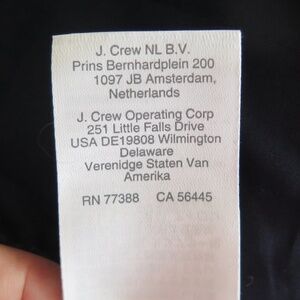 J. Crew NL B.V.
Prins Bernhardplein 200
1097 JB Amsterdam,
Netherlands
J. Crew Operating Corp
251 Little Falls Drive
USA DE19808 Wilmington
Delaware
Verenidge Staten Van
Amerika
RN 77388 CA 56445